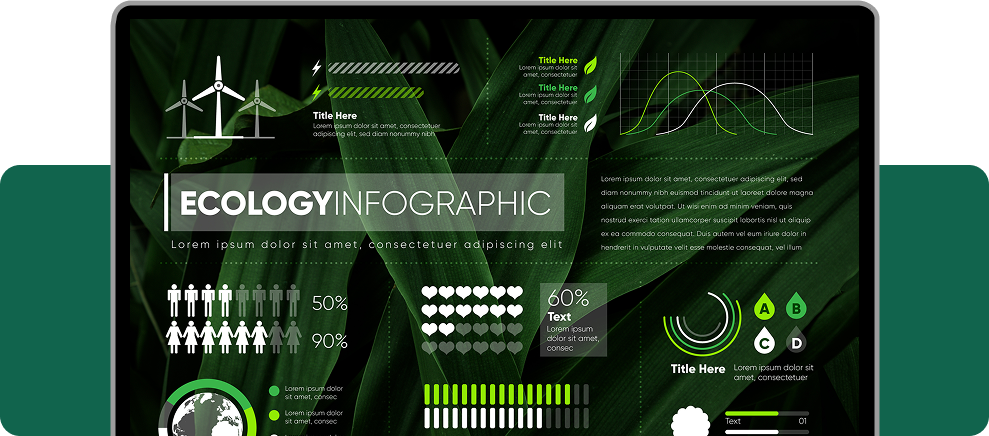 Title Here
Lorem ipsum dolor sit amet, consectetuer
adipiscing elit, sed diam nonummy nibh
Title Here
Lorem ipsum dolor sit
amet, consectetuer
Title Here
Lorem ipsum dolor sit
amet, consectetuer
Title Here
Lorem ipsum dolor sit
amet, consectetuer
ECOLOGYINFOGRAPHIC
Lorem ipsum dolor sit amet, consectetuer adipiscing elit
Lorem ipsum dolor sit amet, consectetuer adipiscing elit, sed
diam nonummy nibh euismod tincidunt ut laoreet dolore magna
aliquam erat volutpat. Ut wisi enim ad minim veniam, quis
nostrud exerci tation ullamcorper suscipit lobortis nisl ut aliquip
ex ea commodo consequat. Duis autem vel eum iriure dolor in
hendrerit in vulputate velit esse molestie consequat, vel illum
50%
90%
60%
Text
Lorem ipsum
dolor sit amet,
consec
A
B
C
D
Title Here
Lorem ipsum dolor sit
amet, consectetuer
Lorem ipsum dolor
sit amet, consec
Lorem ipsum dolor
sit amet, consec
Text
01